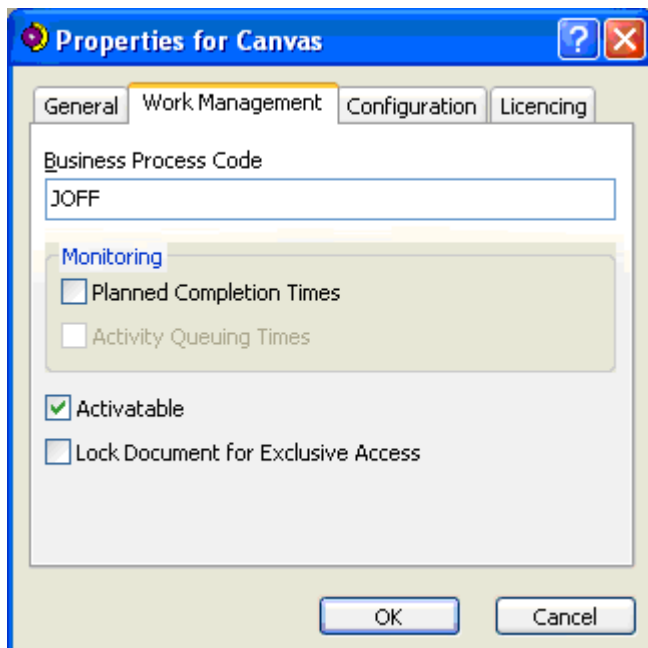 Properties for Canvas
General Work Management Configuration Licencing
Business Process Code
JOFF
Monitoring
Planned Completion Times
Activity Queuing Times
Activatable
Lock Document for Exclusive Access
OK Cancel